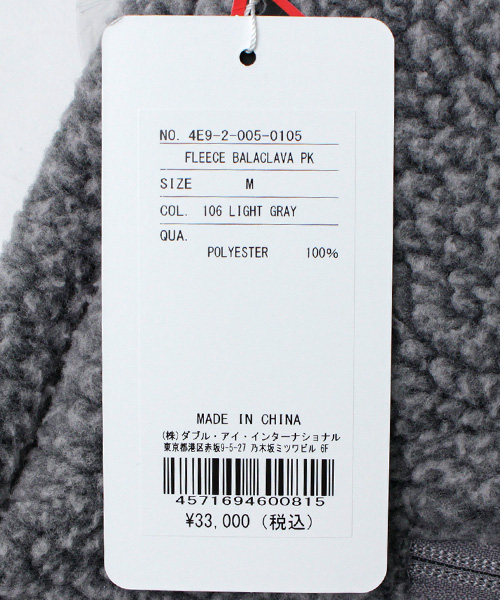 NO. 4E9-2-005-0105
FLEECE BALACLAVA PK
SIZE M
COL. 106 LIGHT GRAY
QUA.
POLYESTER 100%
MADE IN CHINA
(株)ダブル・アイ・インターナショナル
東京都港区赤坂9-5-27 乃木坂ミツワビル 6F
4571694600815
¥33,000 (税込)